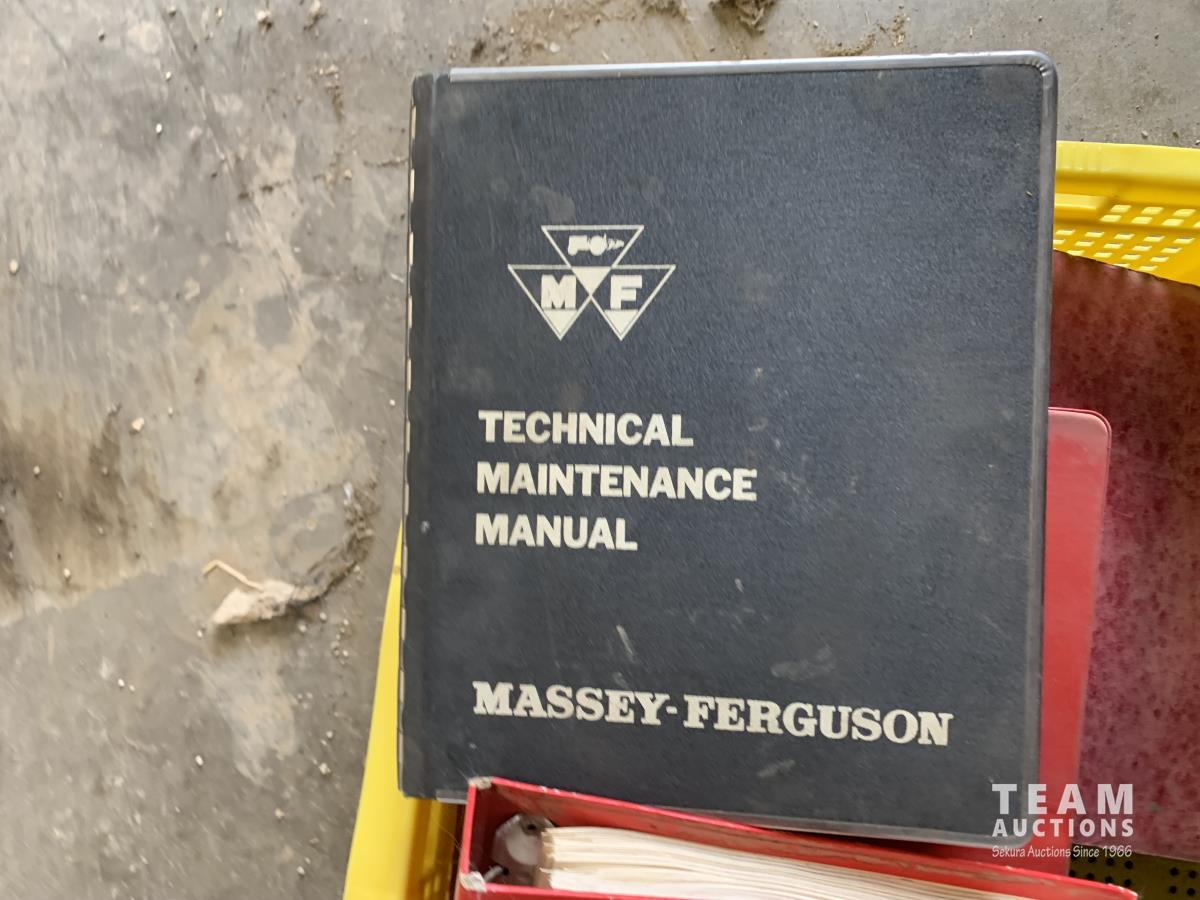 M F
TECHNICAL
MAINTENANCE
MANUAL
MASSEY-FERGUSON
TEAM
AUCTIONS
Sekura Auctions Since 1966